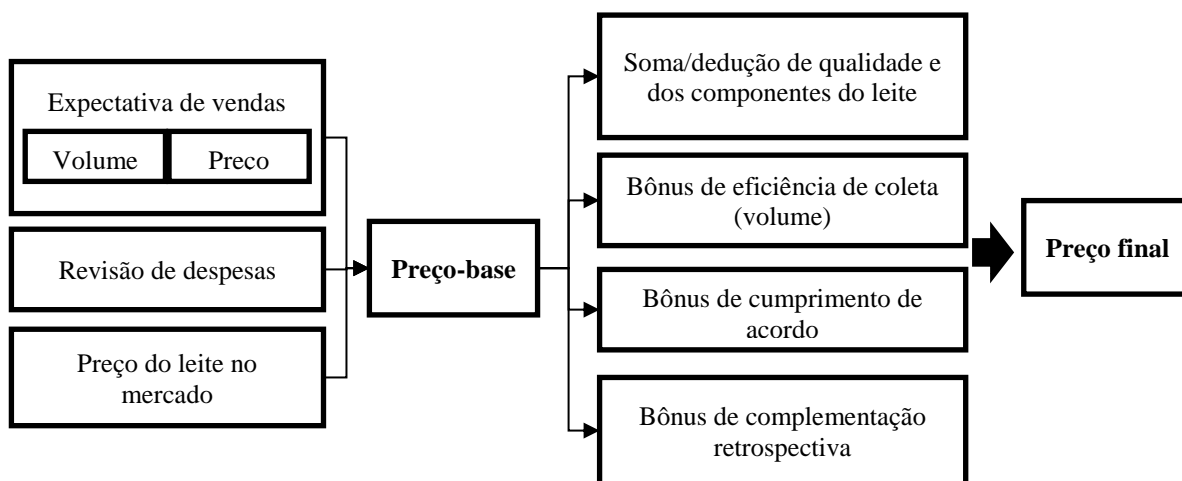 Expectativa de vendas
Volume
Preco
Revisão de despesas
Preço do leite no
mercado
Preço-base
Soma/dedução de qualidade e
dos componentes do leite
Bônus de eficiência de coleta
(volume)
Bônus de cumprimento de
acordo
Bônus de complementação
retrospectiva
Preço final